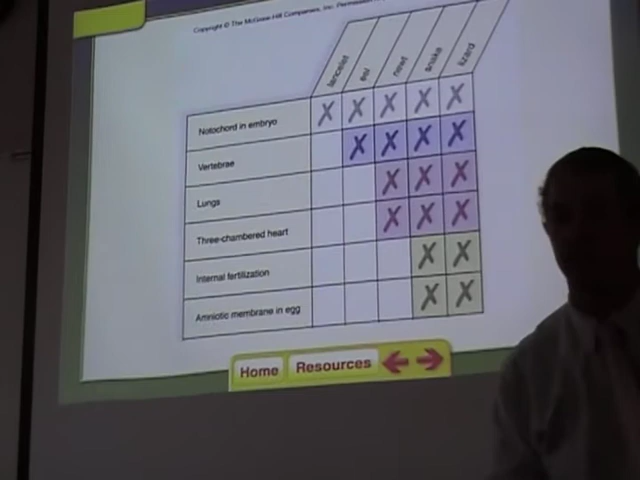 Copyright © The McGraw-Hill Companies, Inc. Permission
lancelet
eel
newt
snake
lizard
Notochord in embryo X X X X X
Vertebrae X X X X
Lungs X X X
Three-chambered heart X X X
Internal fertilization X X
Amniotic membrane in egg X X
Home Resources